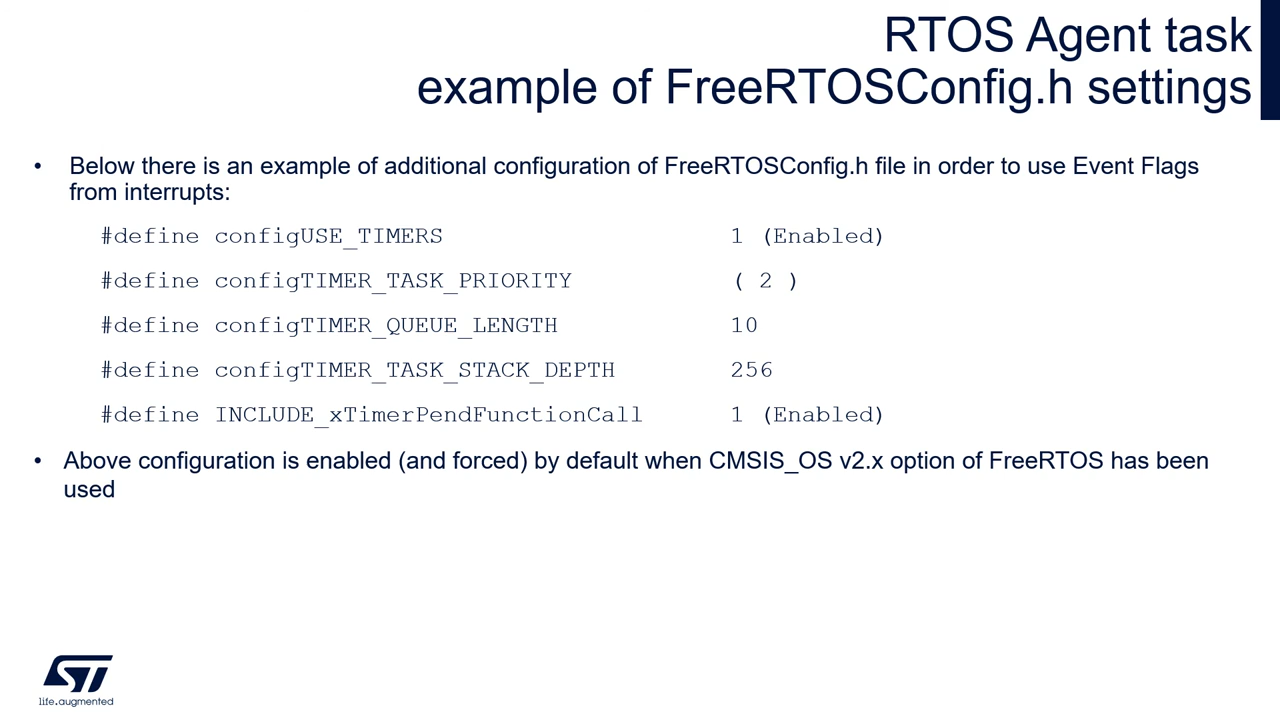 RTOS Agent task
example of FreeRTOSConfig.h settings
• Below there is an example of additional configuration of FreeRTOSConfig.h file in order to use Event Flags
from interrupts:
#define configUSE_TIMERS 1 (Enabled)
#define configTIMER_TASK_PRIORITY ( 2 )
#define configTIMER_QUEUE_LENGTH 10
#define configTIMER_TASK_STACK_DEPTH 256
#define INCLUDE_xTimerPendFunctionCall 1 (Enabled)
• Above configuration is enabled (and forced) by default when CMSIS_OS v2.x option of FreeRTOS has been
used
ST
life.augmented